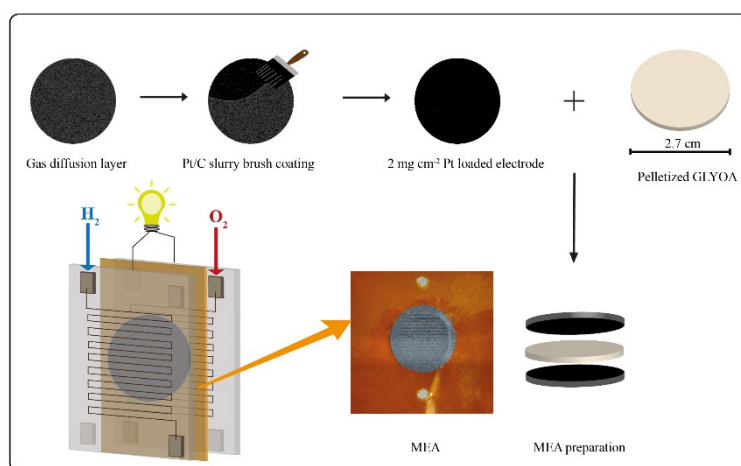 Gas diffusion layer
Pt/C slurry brush coating
2 mg cm⁻² Pt loaded electrode
+
2.7 cm
Pelletized GLYOA
H₂
O₂
MEA
MEA preparation